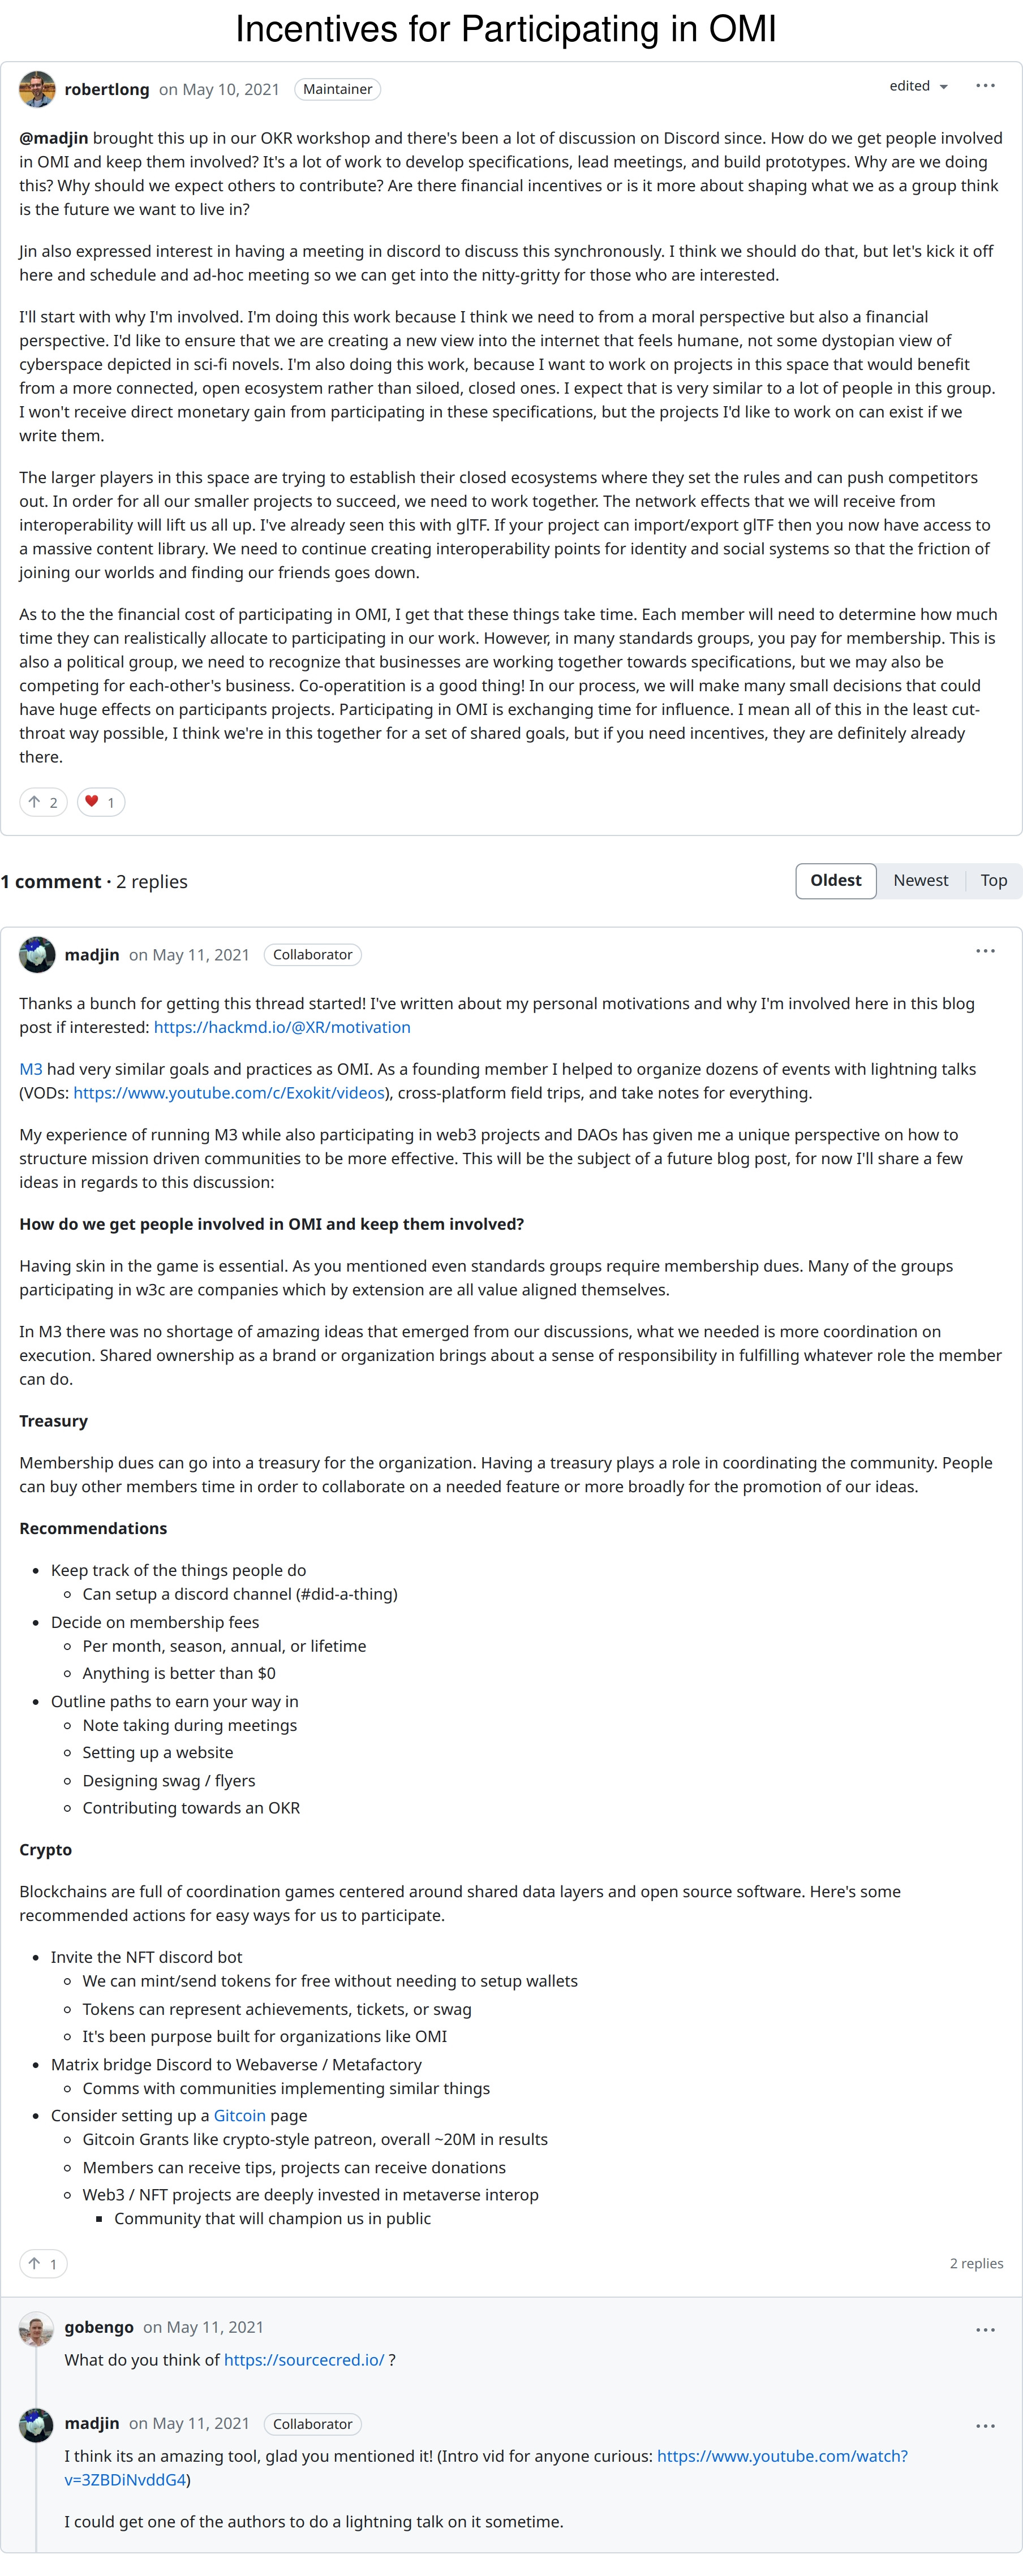 Incentives for Participating in OMI
robertlong on May 10, 2021 Maintainer edited
@madjin brought this up in our OKR workshop and there's been a lot of discussion on Discord since. How do we get people involved
in OMI and keep them involved? It's a lot of work to develop specifications, lead meetings, and build prototypes. Why are we doing
this? Why should we expect others to contribute? Are there financial incentives or is it more about shaping what we as a group think
is the future we want to live in?
Jin also expressed interest in having a meeting in discord to discuss this synchronously. I think we should do that, but let's kick it off
here and schedule and ad-hoc meeting so we can get into the nitty-gritty for those who are interested.
I'll start with why I'm involved. I'm doing this work because I think we need to from a moral perspective but also a financial
perspective. I'd like to ensure that we are creating a new view into the internet that feels humane, not some dystopian view of
cyberspace depicted in sci-fi novels. I'm also doing this work, because I want to work on projects in this space that would benefit
from a more connected, open ecosystem rather than siloed, closed ones. I expect that is very similar to a lot of people in this group.
I won't receive direct monetary gain from participating in these specifications, but the projects I'd like to work on can exist if we
write them.
The larger players in this space are trying to establish their closed ecosystems where they set the rules and can push competitors
out. In order for all our smaller projects to succeed, we need to work together. The network effects that we will receive from
interoperability will lift us all up. I've already seen this with glTF. If your project can import/export glTF then you now have access to
a massive content library. We need to continue creating interoperability points for identity and social systems so that the friction of
joining our worlds and finding our friends goes down.
As to the the financial cost of participating in OMI, I get that these things take time. Each member will need to determine how much
time they can realistically allocate to participating in our work. However, in many standards groups, you pay for membership. This is
also a political group, we need to recognize that businesses are working together towards specifications, but we may also be
competing for each-other's business. Co-operatition is a good thing! In our process, we will make many small decisions that could
have huge effects on participants projects. Participating in OMI is exchanging time for influence. I mean all of this in the least cut-
throat way possible, I think we're in this together for a set of shared goals, but if you need incentives, they are definitely already
there.
↑ 2 ❤️ 1
1 comment · 2 replies Oldest Newest Top
madjin on May 11, 2021 Collaborator
Thanks a bunch for getting this thread started! I've written about my personal motivations and why I'm involved here in this blog
post if interested: https://hackmd.io/@XR/motivation
M3 had very similar goals and practices as OMI. As a founding member I helped to organize dozens of events with lightning talks
(VODs: https://www.youtube.com/c/Exokit/videos), cross-platform field trips, and take notes for everything.
My experience of running M3 while also participating in web3 projects and DAOs has given me a unique perspective on how to
structure mission driven communities to be more effective. This will be the subject of a future blog post, for now I'll share a few
ideas in regards to this discussion:
How do we get people involved in OMI and keep them involved?
Having skin in the game is essential. As you mentioned even standards groups require membership dues. Many of the groups
participating in w3c are companies which by extension are all value aligned themselves.
In M3 there was no shortage of amazing ideas that emerged from our discussions, what we needed is more coordination on
execution. Shared ownership as a brand or organization brings about a sense of responsibility in fulfilling whatever role the member
can do.
Treasury
Membership dues can go into a treasury for the organization. Having a treasury plays a role in coordinating the community. People
can buy other members time in order to collaborate on a needed feature or more broadly for the promotion of our ideas.
Recommendations
• Keep track of the things people do
◦ Can setup a discord channel (#did-a-thing)
• Decide on membership fees
◦ Per month, season, annual, or lifetime
◦ Anything is better than $0
• Outline paths to earn your way in
◦ Note taking during meetings
◦ Setting up a website
◦ Designing swag / flyers
◦ Contributing towards an OKR
Crypto
Blockchains are full of coordination games centered around shared data layers and open source software. Here's some
recommended actions for easy ways for us to participate.
• Invite the NFT discord bot
◦ We can mint/send tokens for free without needing to setup wallets
◦ Tokens can represent achievements, tickets, or swag
◦ It's been purpose built for organizations like OMI
• Matrix bridge Discord to Webaverse / Metafactory
◦ Comms with communities implementing similar things
• Consider setting up a Gitcoin page
◦ Gitcoin Grants like crypto-style patreon, overall ~20M in results
◦ Members can receive tips, projects can receive donations
◦ Web3 / NFT projects are deeply invested in metaverse interop
▪ Community that will champion us in public
↑ 1 2 replies
gobengo on May 11, 2021
What do you think of https://sourcecred.io/ ?
madjin on May 11, 2021 Collaborator
I think its an amazing tool, glad you mentioned it! (Intro vid for anyone curious: https://www.youtube.com/watch?
v=3ZBDiNvddG4)
I could get one of the authors to do a lightning talk on it sometime.